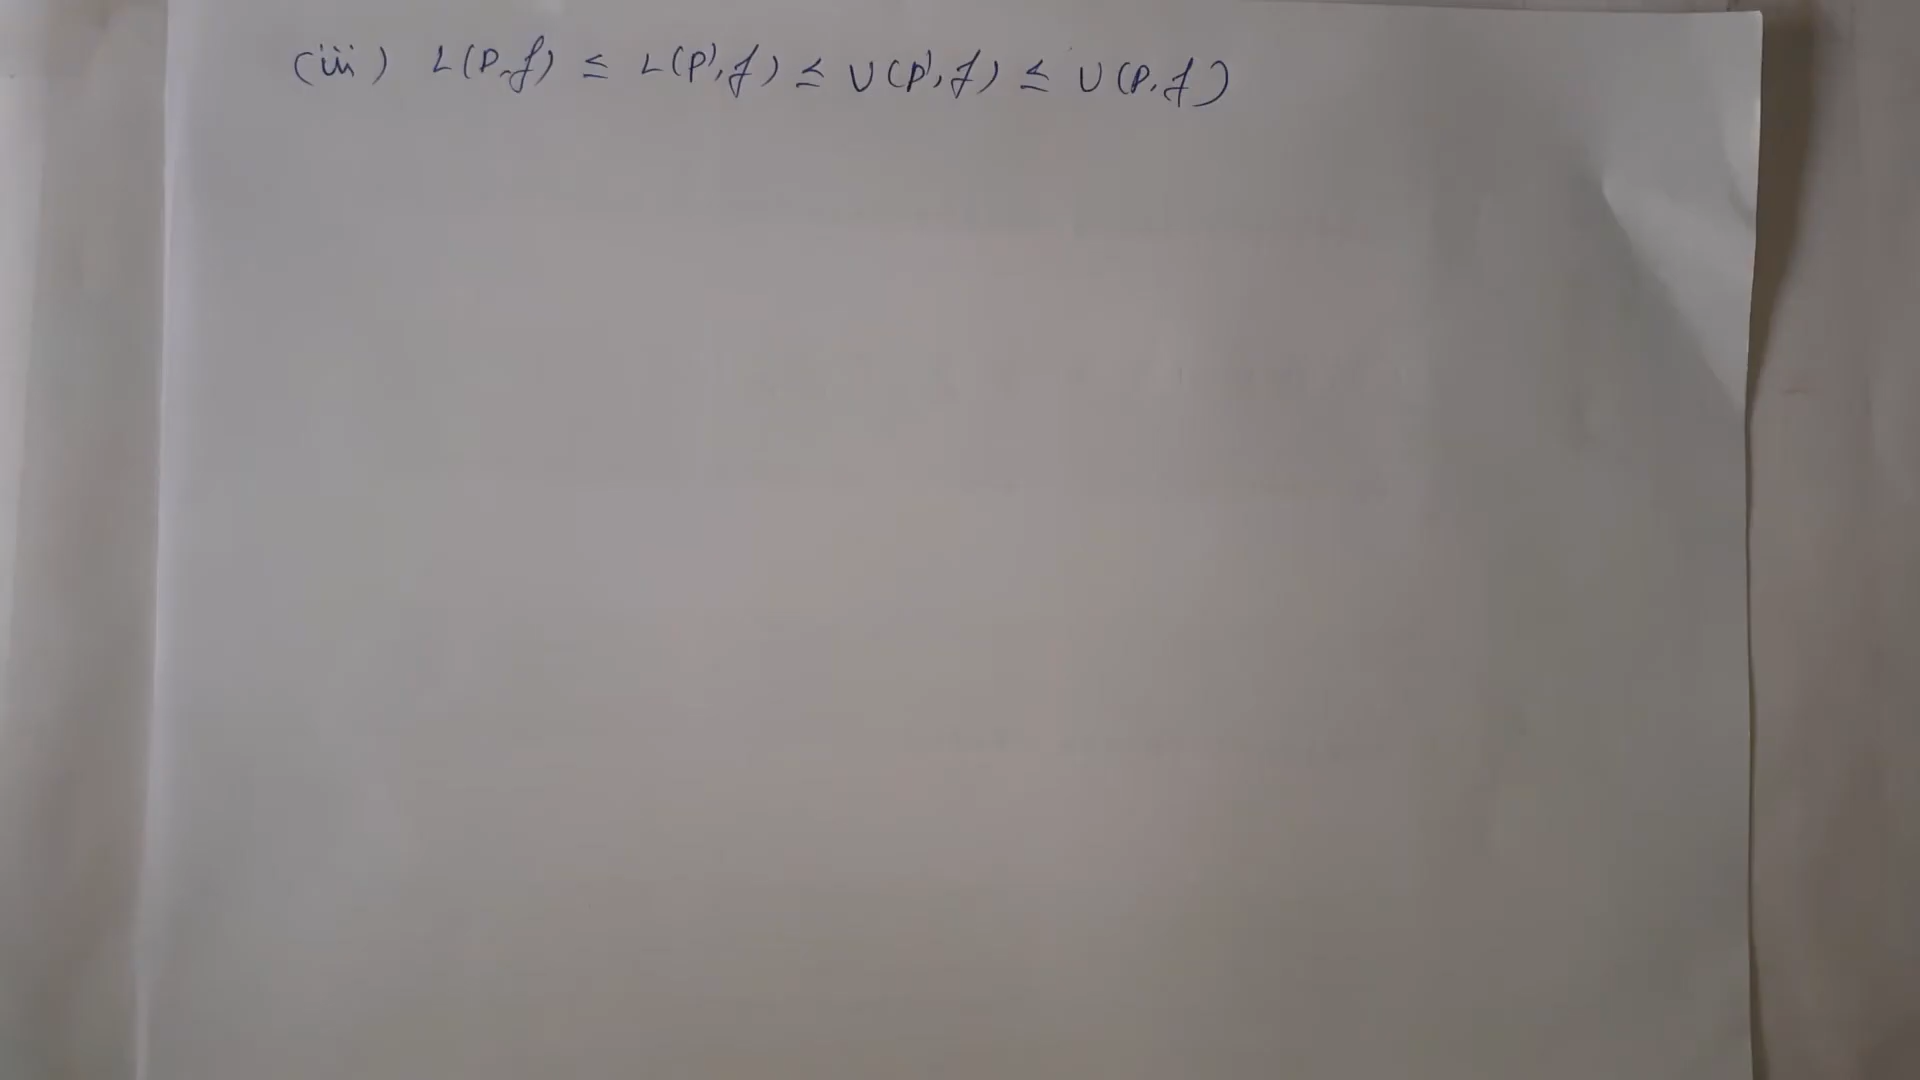 (iii) L(P,f) ≤ L(P',f) ≤ U(P',f) ≤ U(P,f)